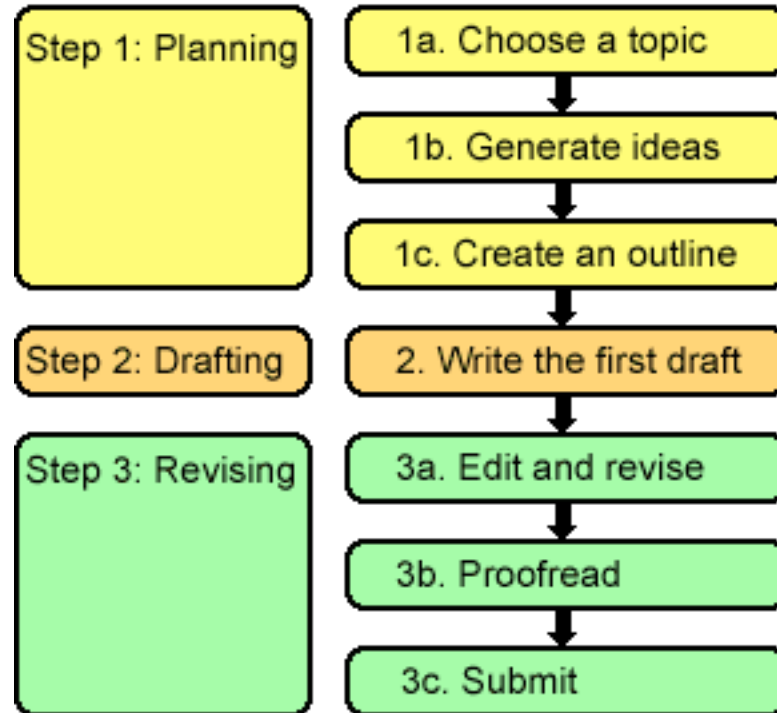 Step 1: Planning
1a. Choose a topic
1b. Generate ideas
1c. Create an outline
Step 2: Drafting
2. Write the first draft
Step 3: Revising
3a. Edit and revise
3b. Proofread
3c. Submit